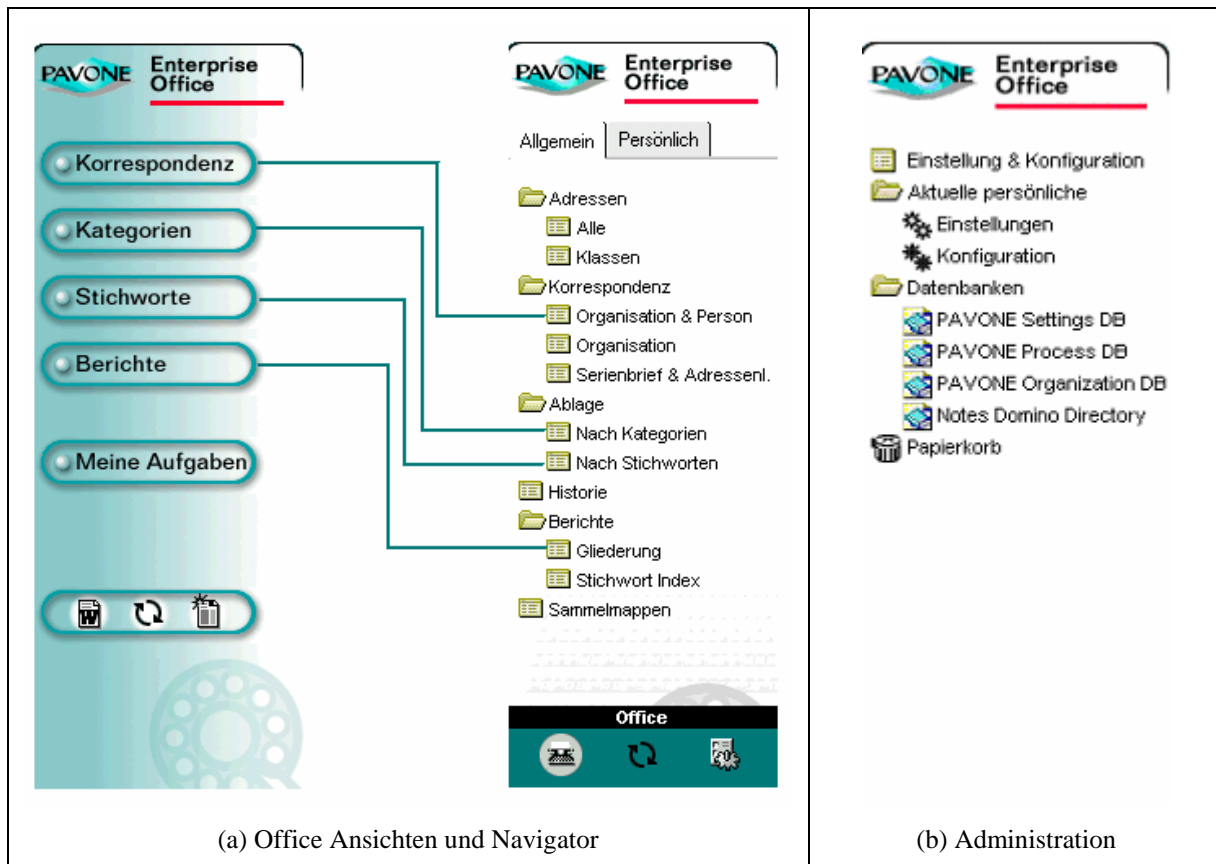 PAVONE
Enterprise
Office
Korrespondenz
Kategorien
Stichworte
Berichte
Meine Aufgaben
PAVONE
Enterprise
Office
Allgemein
Persönlich
Adressen
Alle
Klassen
Korrespondenz
Organisation & Person
Organisation
Serienbrief & Adressenl.
Ablage
Nach Kategorien
Nach Stichworten
Historie
Berichte
Gliederung
Stichwort Index
Sammelmappen
Office
(a) Office Ansichten und Navigator
PAVONE
Enterprise
Office
Einstellung & Konfiguration
Aktuelle persönliche
Einstellungen
Konfiguration
Datenbanken
PAVONE Settings DB
PAVONE Process DB
PAVONE Organization DB
Notes Domino Directory
Papierkorb
(b) Administration